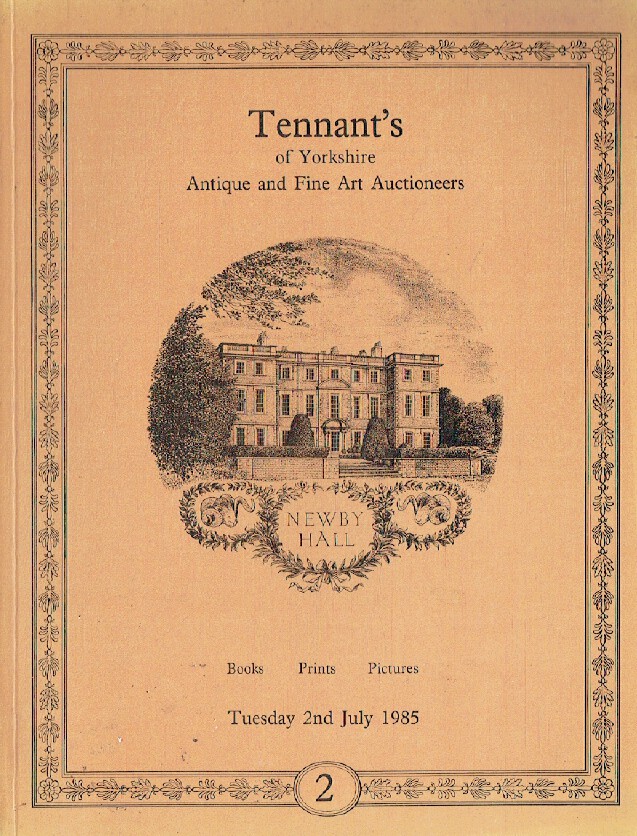 Tennant's
of Yorkshire
Antique and Fine Art Auctioneers
NEWBY
HALL
Books Prints Pictures
Tuesday 2nd July 1985
2